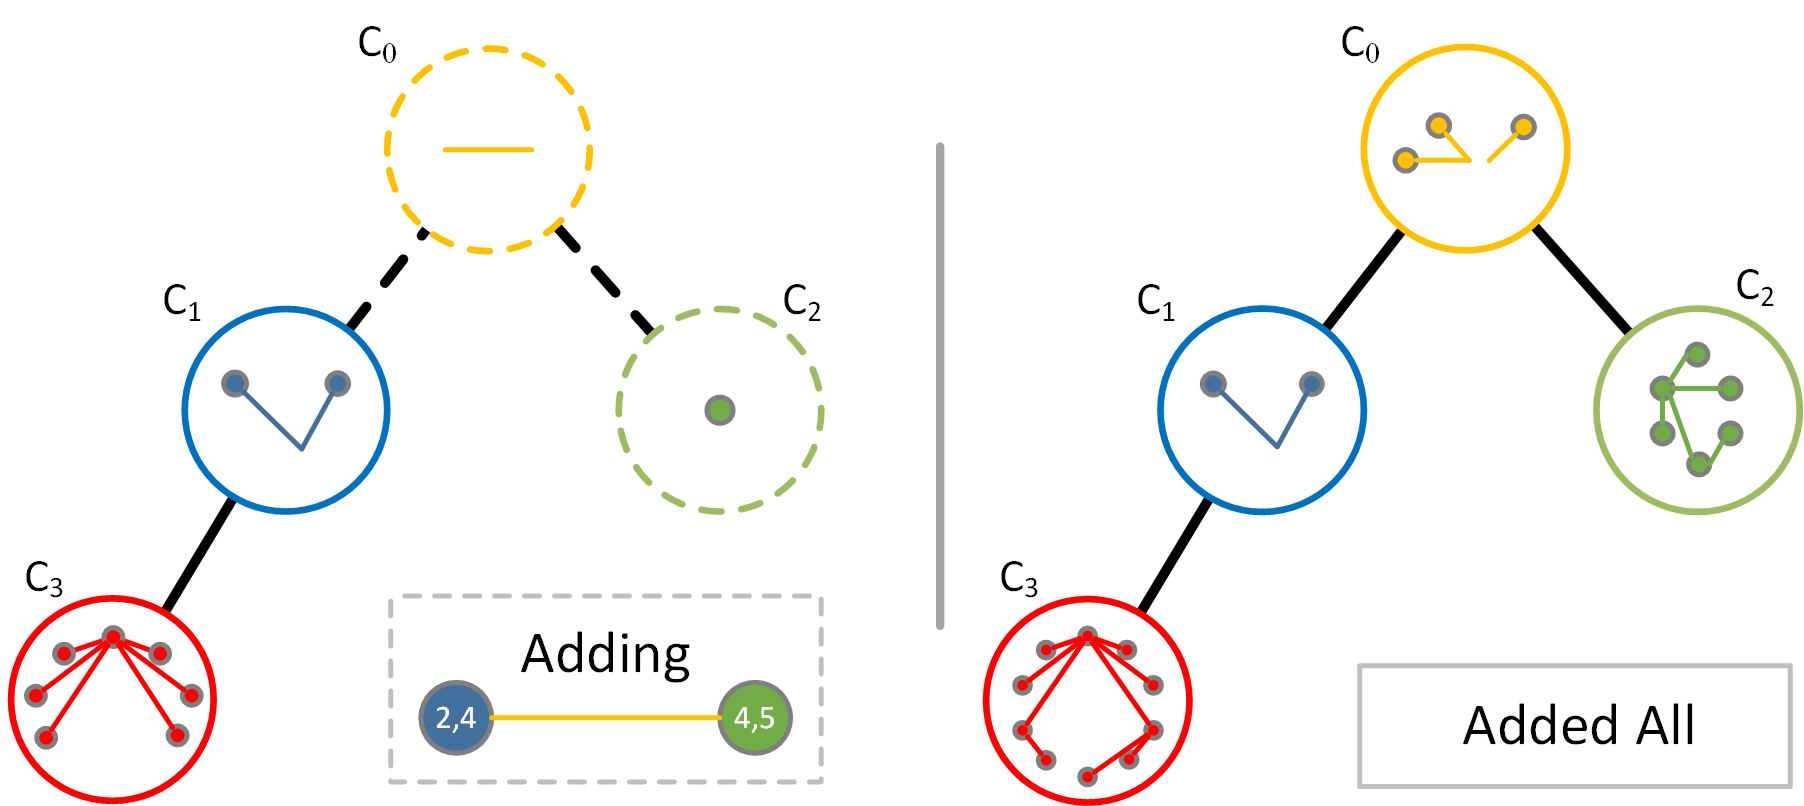 C₀
C₁
C₂
C₃
Adding
2,4
4,5
C₀
C₁
C₂
C₃
Added All